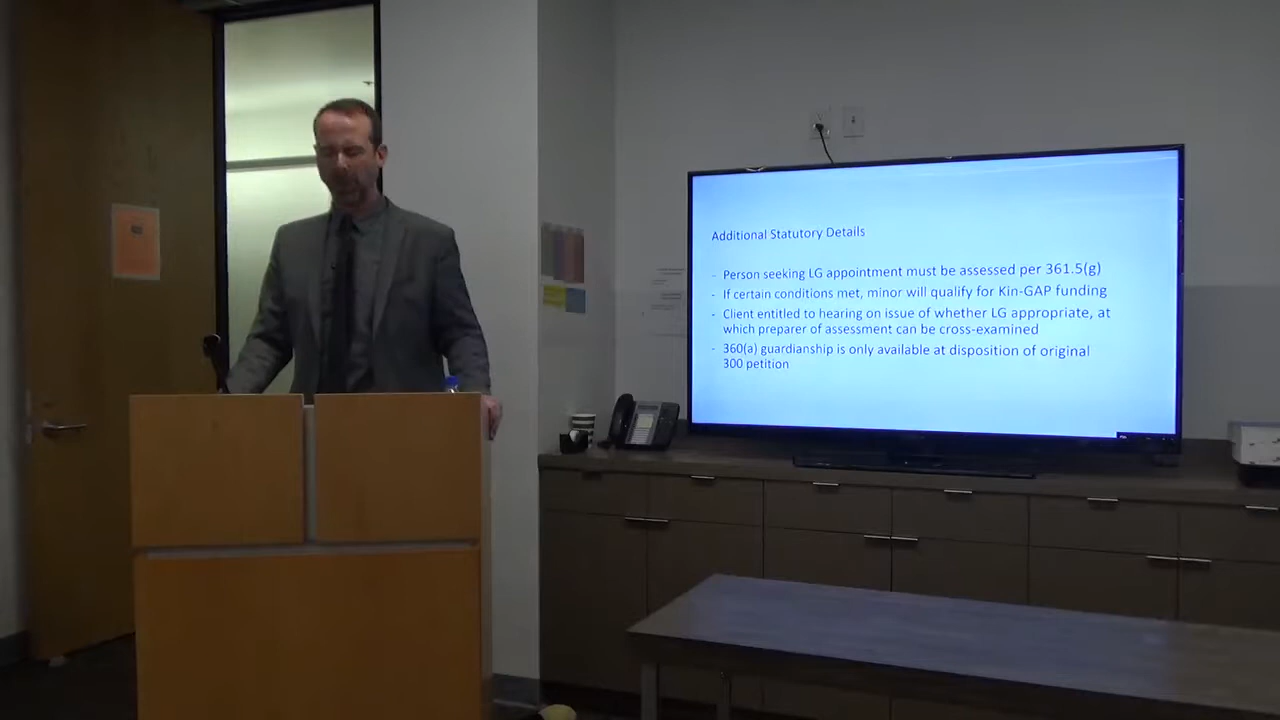 Additional Statutory Details
- Person seeking LG appointment must be assessed per 361.5(g)
- If certain conditions met, minor will qualify for Kin-GAP funding
- Client entitled to hearing on issue of whether LG appropriate, at
which preparer of assessment can be cross-examined
- 360(a) guardianship is only available at disposition of original
300 petition